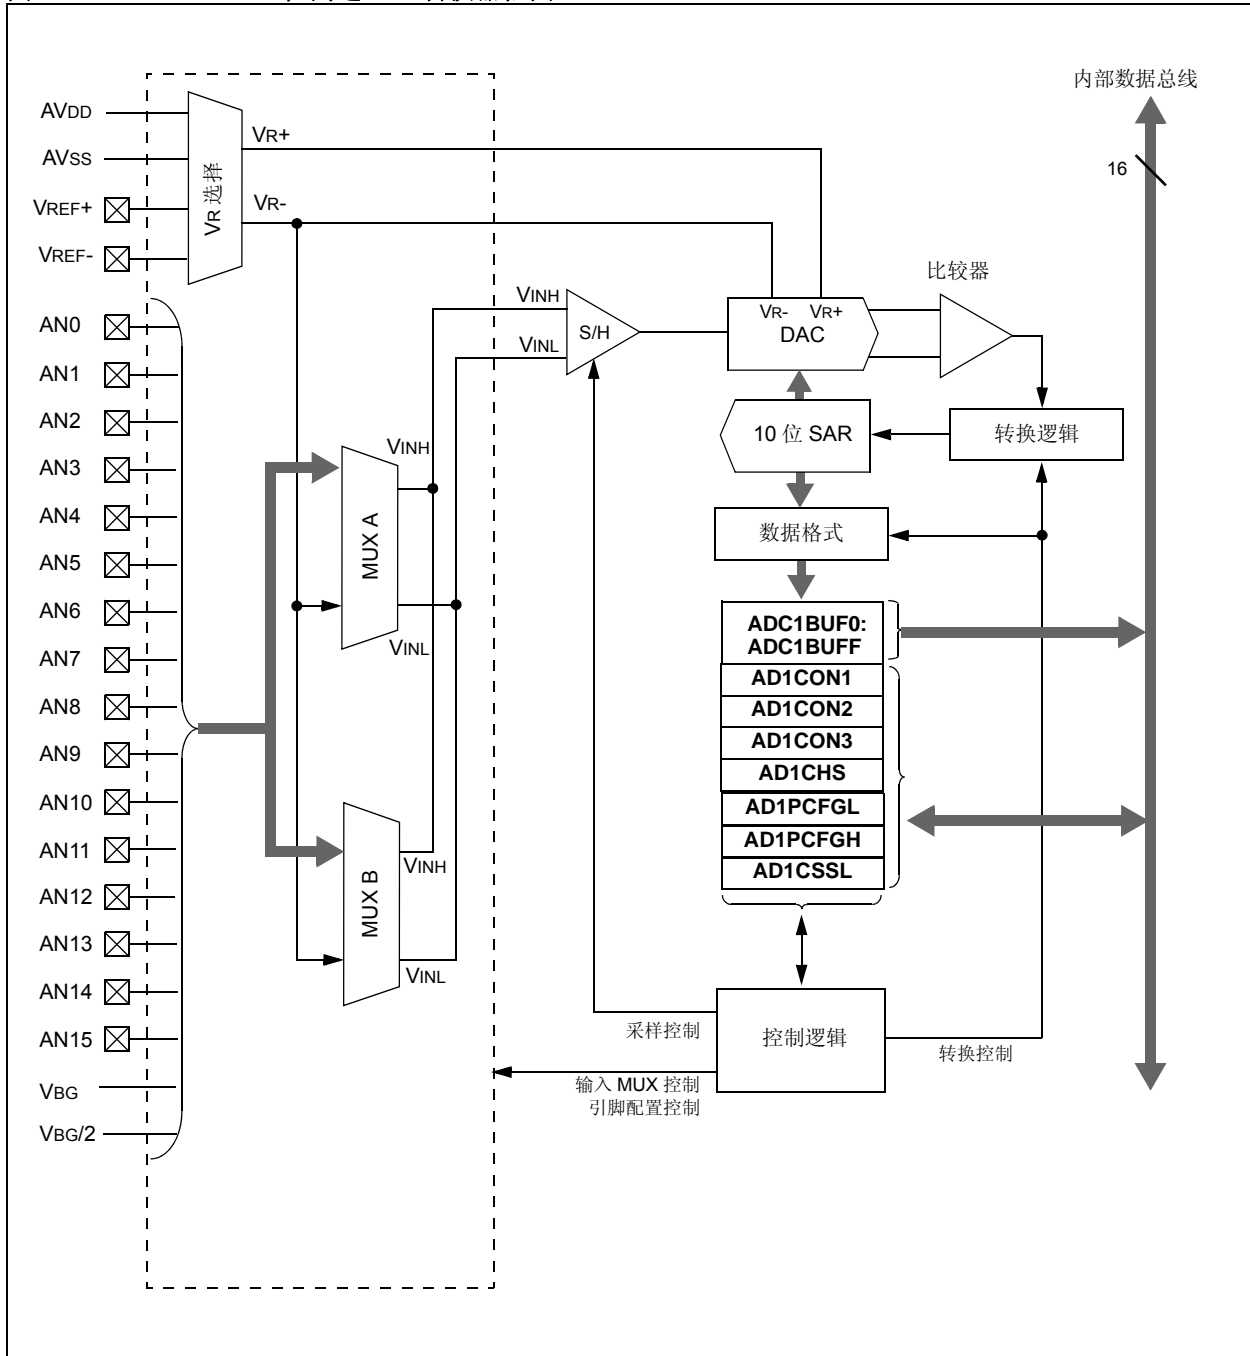 内部数据总线
16
AVDD
AVSS
VREF+
VREF-
VR 选择
VR+
VR-
AN0
AN1
AN2
AN3
AN4
AN5
AN6
AN7
AN8
AN9
AN10
AN11
AN12
AN13
AN14
AN15
VBG
VBG/2
MUX A
VINH
VINL
MUX B
VINH
VINL
VINH
VINL
S/H
VR- VR+
DAC
比较器
10 位 SAR
转换逻辑
数据格式
ADC1BUF0:
ADC1BUFF
AD1CON1
AD1CON2
AD1CON3
AD1CHS
AD1PCFGL
AD1PCFGH
AD1CSSL
控制逻辑
采样控制
转换控制
输入 MUX 控制
引脚配置控制